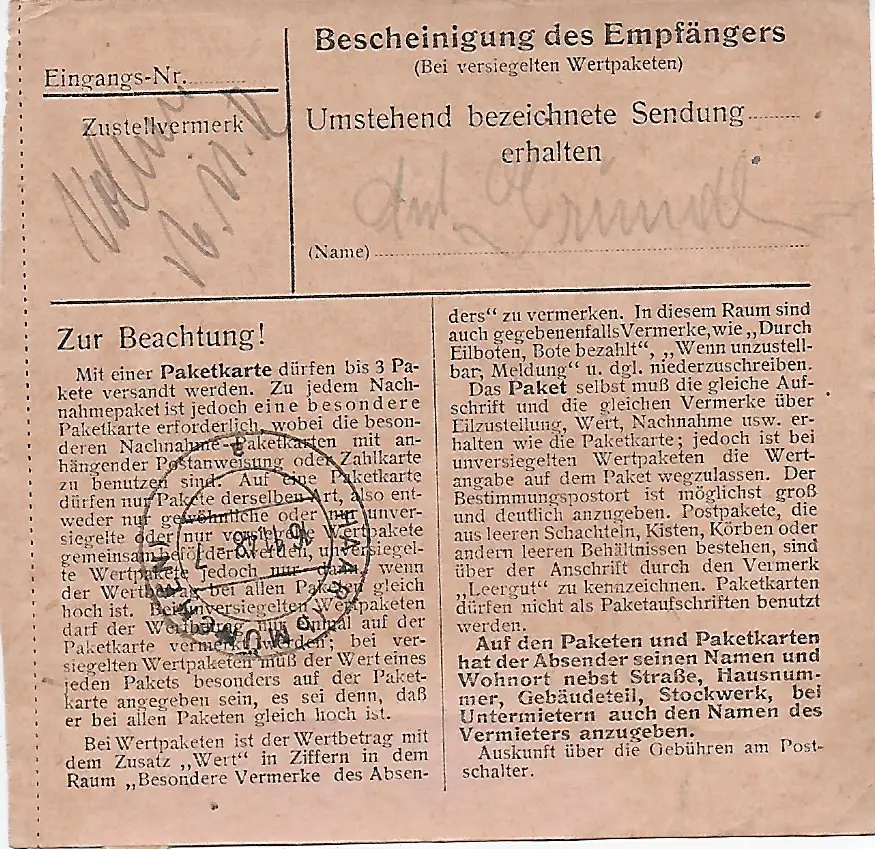 Eingangs-Nr.
Zustellvermerk
Bescheinigung des Empfängers
(Bei versiegelten Wertpaketen)
Umstehend bezeichnete Sendung
erhalten
(Name)
Zur Beachtung!
Mit einer Paketkarte dürfen bis 3 Pa-
kete versandt werden. Zu jedem Nach-
nahmepaket ist jedoch eine besondere
Paketkarte erforderlich, wobei die beson-
deren Nachnahme-Paketkarten mit an-
hängender Postanweisung oder Zahlkarte
zu benutzen sind. Auf eine Paketkarte
dürfen nur Pakete derselben Art, also ent-
weder nur gewöhnliche oder nur unver-
siegelte oder nur versiegelte Wertpakete
gemeinsam befördert werden, unversiegel-
te Wertpakete jedoch nur dann, wenn
der Wertbetrag bei allen Paketen gleich
hoch ist. Bei unversiegelten Wertpaketen
darf der Wertbetrag nur einmal auf der
Paketkarte vermerkt werden; bei ver-
siegelten Wertpaketen muß der Wert eines
jeden Pakets besonders auf der Paket-
karte angegeben sein, es sei denn, daß
er bei allen Paketen gleich hoch ist.
Bei Wertpaketen ist der Wertbetrag mit
dem Zusatz „Wert" in Ziffern in dem
Raum „Besondere Vermerke des Absen-
ders" zu vermerken. In diesem Raum sind
auch gegebenenfalls Vermerke, wie „Durch
Eilboten, Bote bezahlt", „Wenn unzustell-
bar, Meldung" u. dgl. niederzuschreiben.
Das Paket selbst muß die gleiche Auf-
schrift und die gleichen Vermerke über
Eilzustellung, Wert, Nachnahme usw. er-
halten wie die Paketkarte; jedoch ist bei
unversiegelten Wertpaketen die Wert-
angabe auf dem Paket wegzulassen. Der
Bestimmungspostort ist möglichst groß
und deutlich anzugeben. Postpakete, die
aus leeren Schachteln, Kisten, Körben oder
andern leeren Behältnissen bestehen, sind
über der Anschrift durch den Vermerk
„Leergut" zu kennzeichnen. Paketkarten
dürfen nicht als Paketaufschriften benutzt
werden.
Auf den Paketen und Paketkarten
hat der Absender seinen Namen und
Wohnort nebst Straße, Hausnum-
mer, Gebäudeteil, Stockwerk, bei
Untermietern auch den Namen des
Vermieters anzugeben.
Auskunft über die Gebühren am Post-
schalter.
HAAR